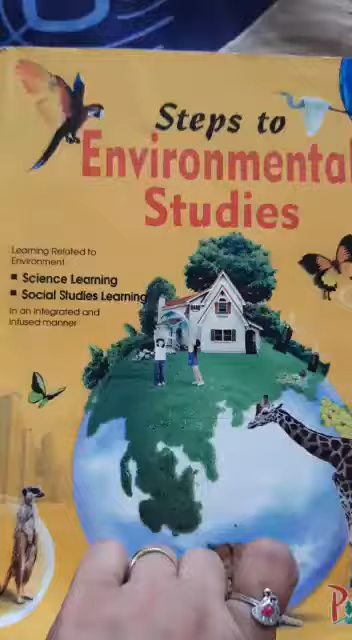 Steps to
Environmental
Studies
Learning Related to
Environment
▪ Science Learning
▪ Social Studies Learning
in an integrated and
infused manner